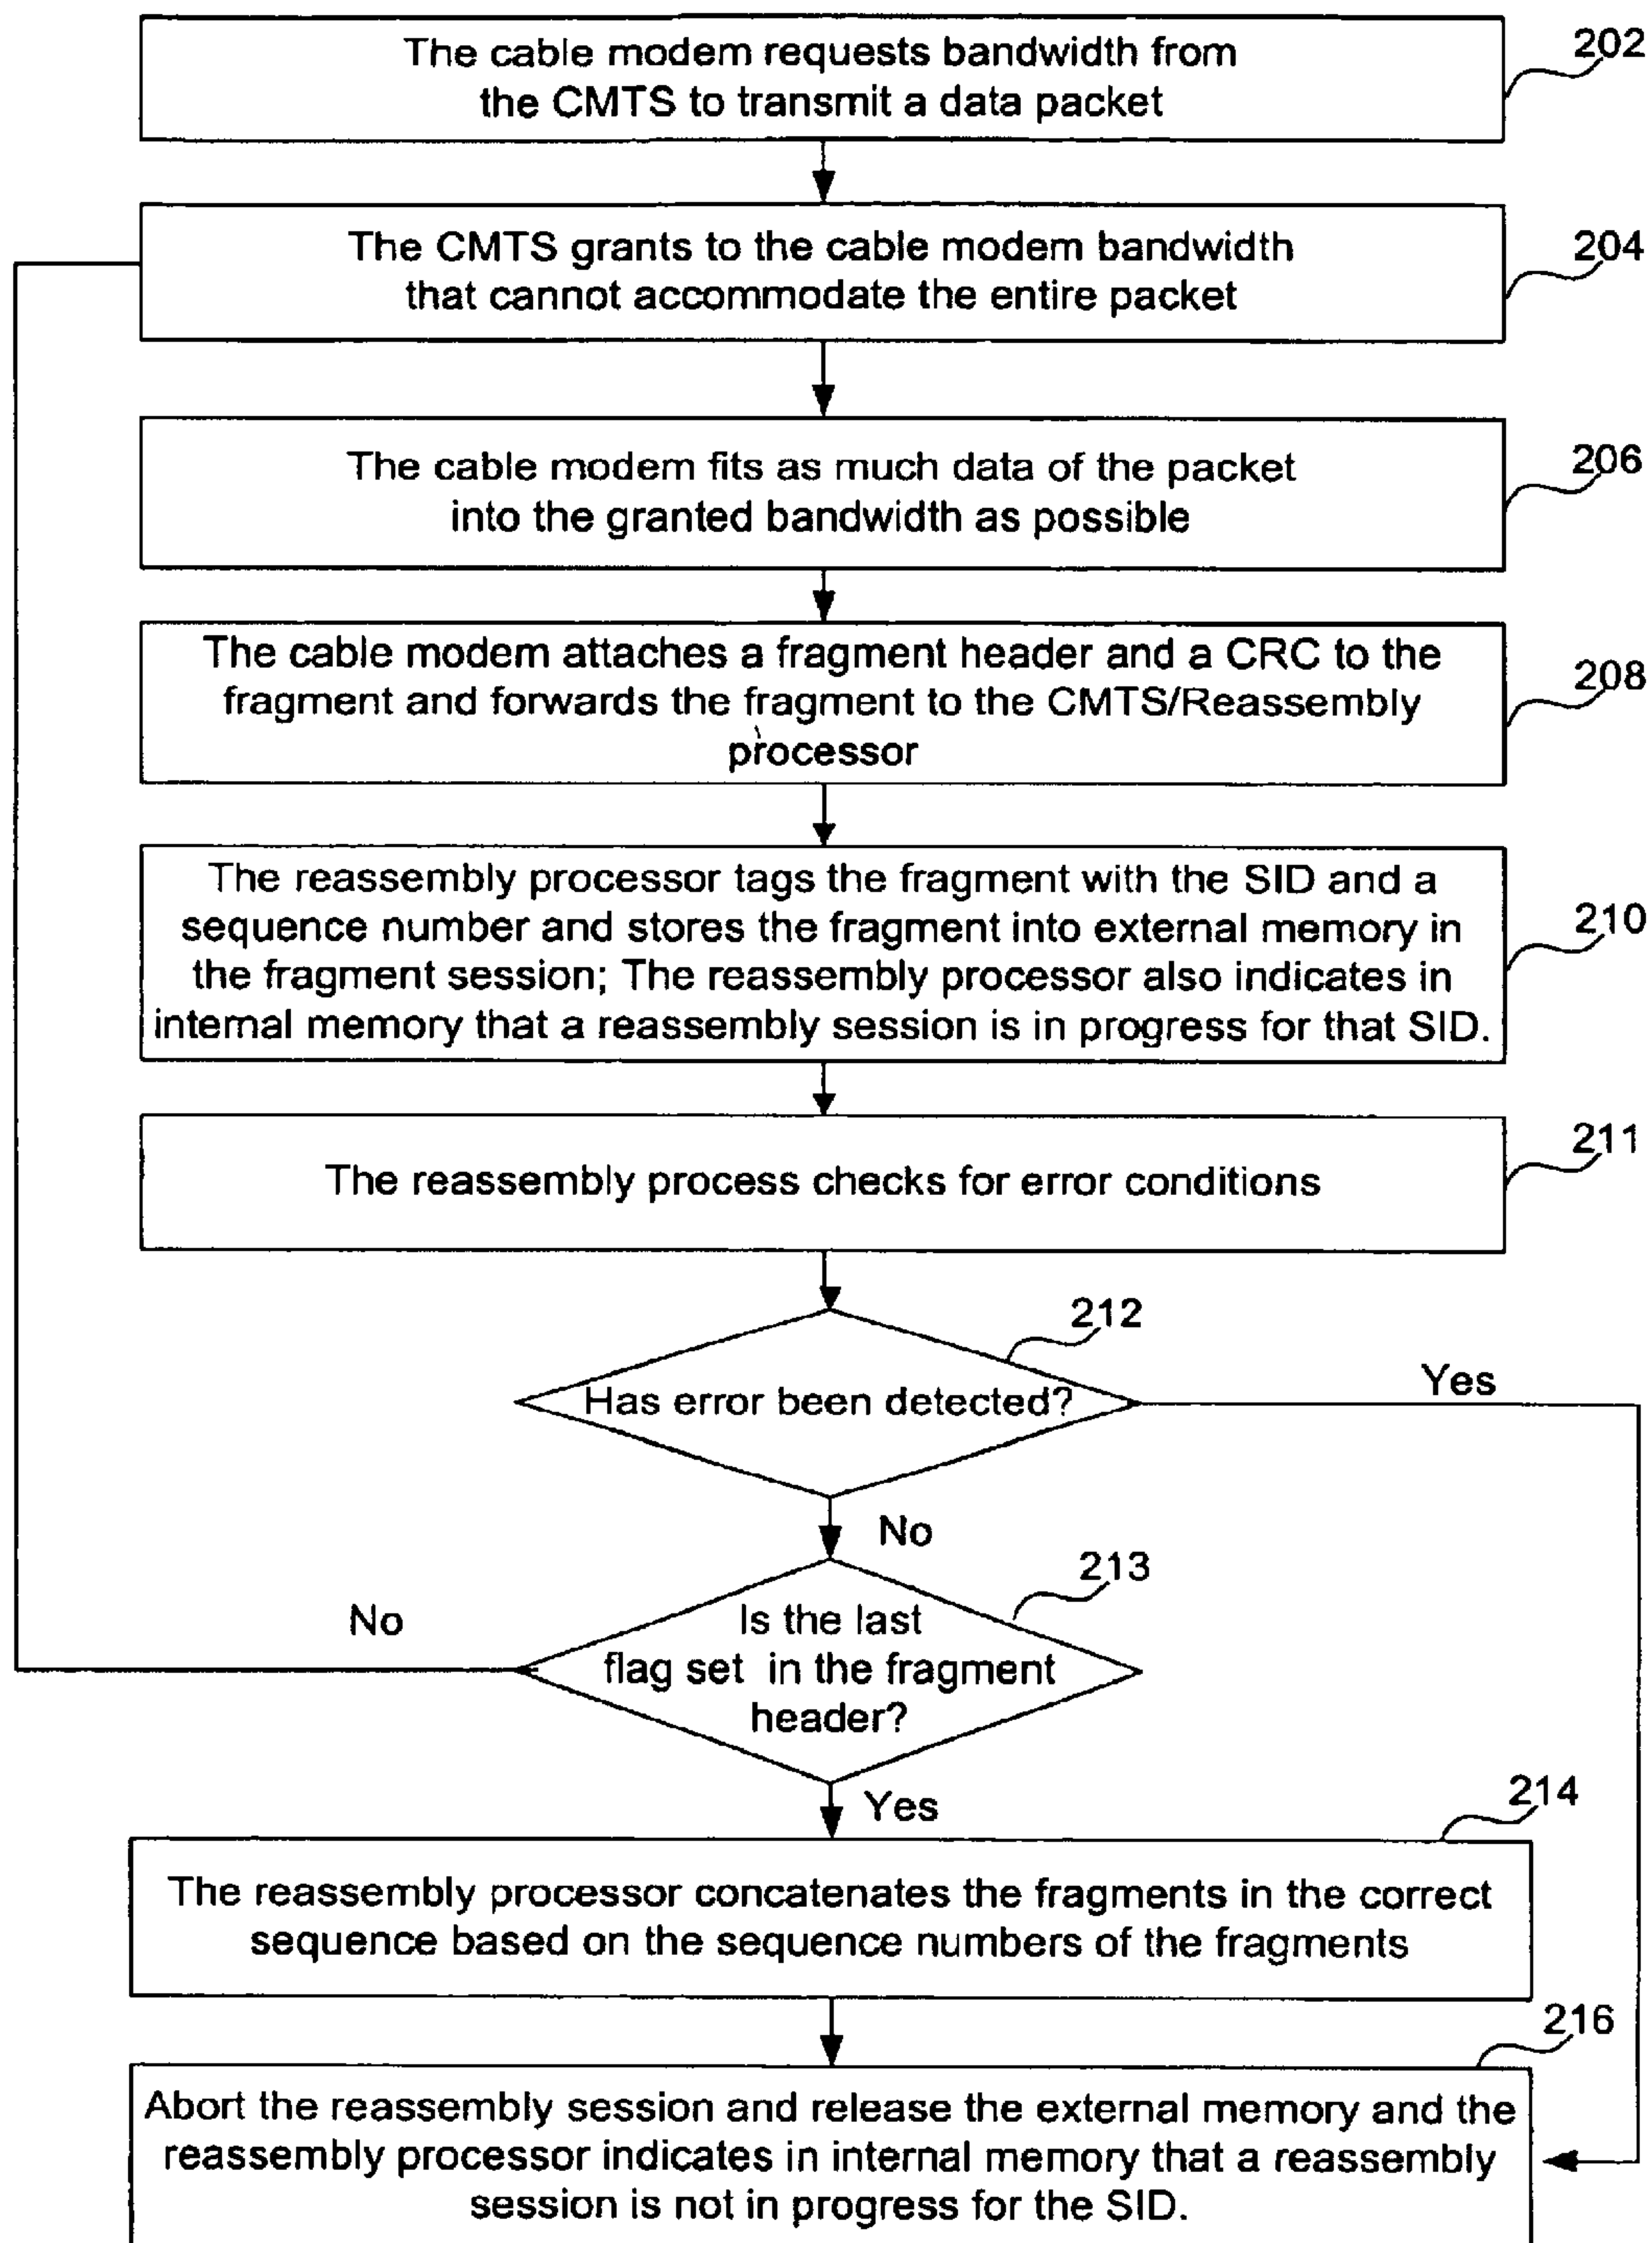 The cable modem requests bandwidth from
the CMTS to transmit a data packet
202
The CMTS grants to the cable modem bandwidth
that cannot accommodate the entire packet
204
The cable modem fits as much data of the packet
into the granted bandwidth as possible
206
The cable modem attaches a fragment header and a CRC to the
fragment and forwards the fragment to the CMTS/Reassembly
processor
208
The reassembly processor tags the fragment with the SID and a
sequence number and stores the fragment into external memory in
the fragment session; The reassembly processor also indicates in
internal memory that a reassembly session is in progress for that SID.
210
The reassembly process checks for error conditions
211
212
Has error been detected?
Yes
No
213
Is the last
flag set in the fragment
header?
No
Yes
214
The reassembly processor concatenates the fragments in the correct
sequence based on the sequence numbers of the fragments
216
Abort the reassembly session and release the external memory and the
reassembly processor indicates in internal memory that a reassembly
session is not in progress for the SID.